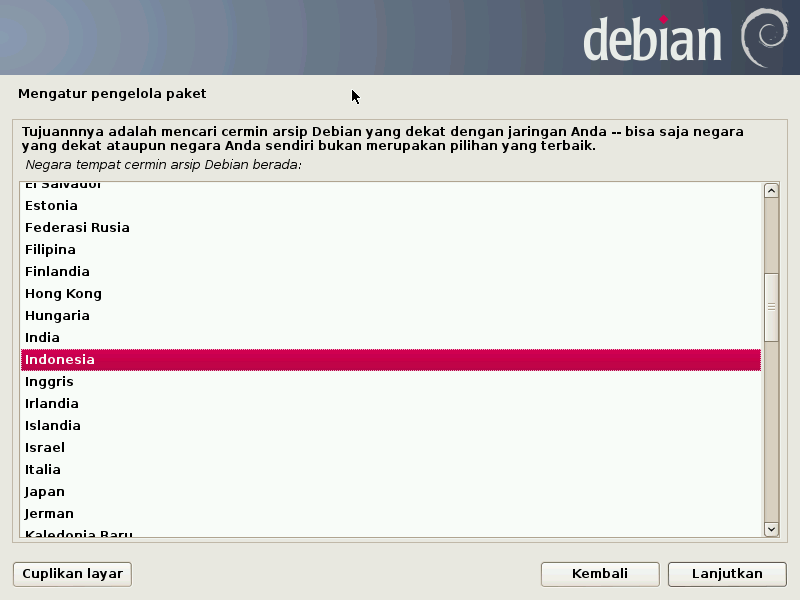 debian
Mengatur pengelola paket
Tujuannnya adalah mencari cermin arsip Debian yang dekat dengan jaringan Anda -- bisa saja negara
yang dekat ataupun negara Anda sendiri bukan merupakan pilihan yang terbaik.
Negara tempat cermin arsip Debian berada:
El Salvador
Estonia
Federasi Rusia
Filipina
Finlandia
Hong Kong
Hungaria
India
Indonesia
Inggris
Irlandia
Islandia
Israel
Italia
Japan
Jerman
Kaledonia Baru
Cuplikan layar
Kembali
Lanjutkan